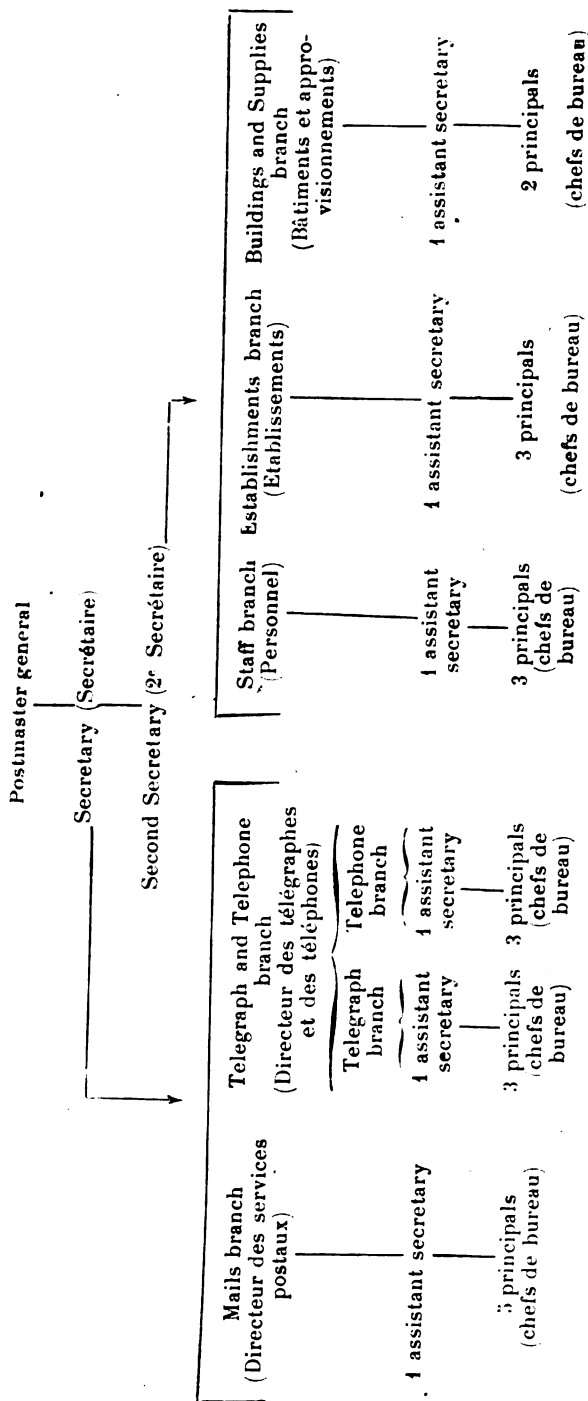 Postmaster general
Secretary (Secrétaire)
Second Secretary (2e Secrétaire)
Mails branch
(Directeur des services
postaux)
1 assistant secretary
principals
(chefs de bureau)
Telegraph and Telephone
branch
(Directeur des télégraphes
et des téléphones)
Telegraph
branch
1 assistant
secretary
3 principals
(chefs de
bureau)
Telephone
branch
1 assistant
secretary
3 principals
(chefs de
bureau)
Staff branch
(Personnel)
1 assistant
secretary
3 principals
(chefs de
bureau)
Establishments branch
(Etablissements)
1 assistant secretary
3 principals
(chefs de bureau)
Buildings and Supplies
branch
(Bâtiments et appro-
visionnements)
1 assistant secretary
2 principals
(chefs de bureau)